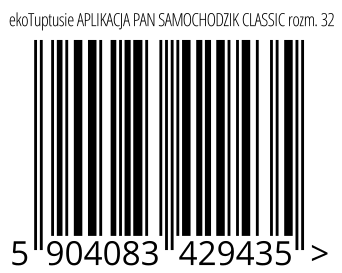 ekoTuptusie APLIKACJA PAN SAMOCHODZIK CLASSIC rozm. 32
5 904083 429435 >